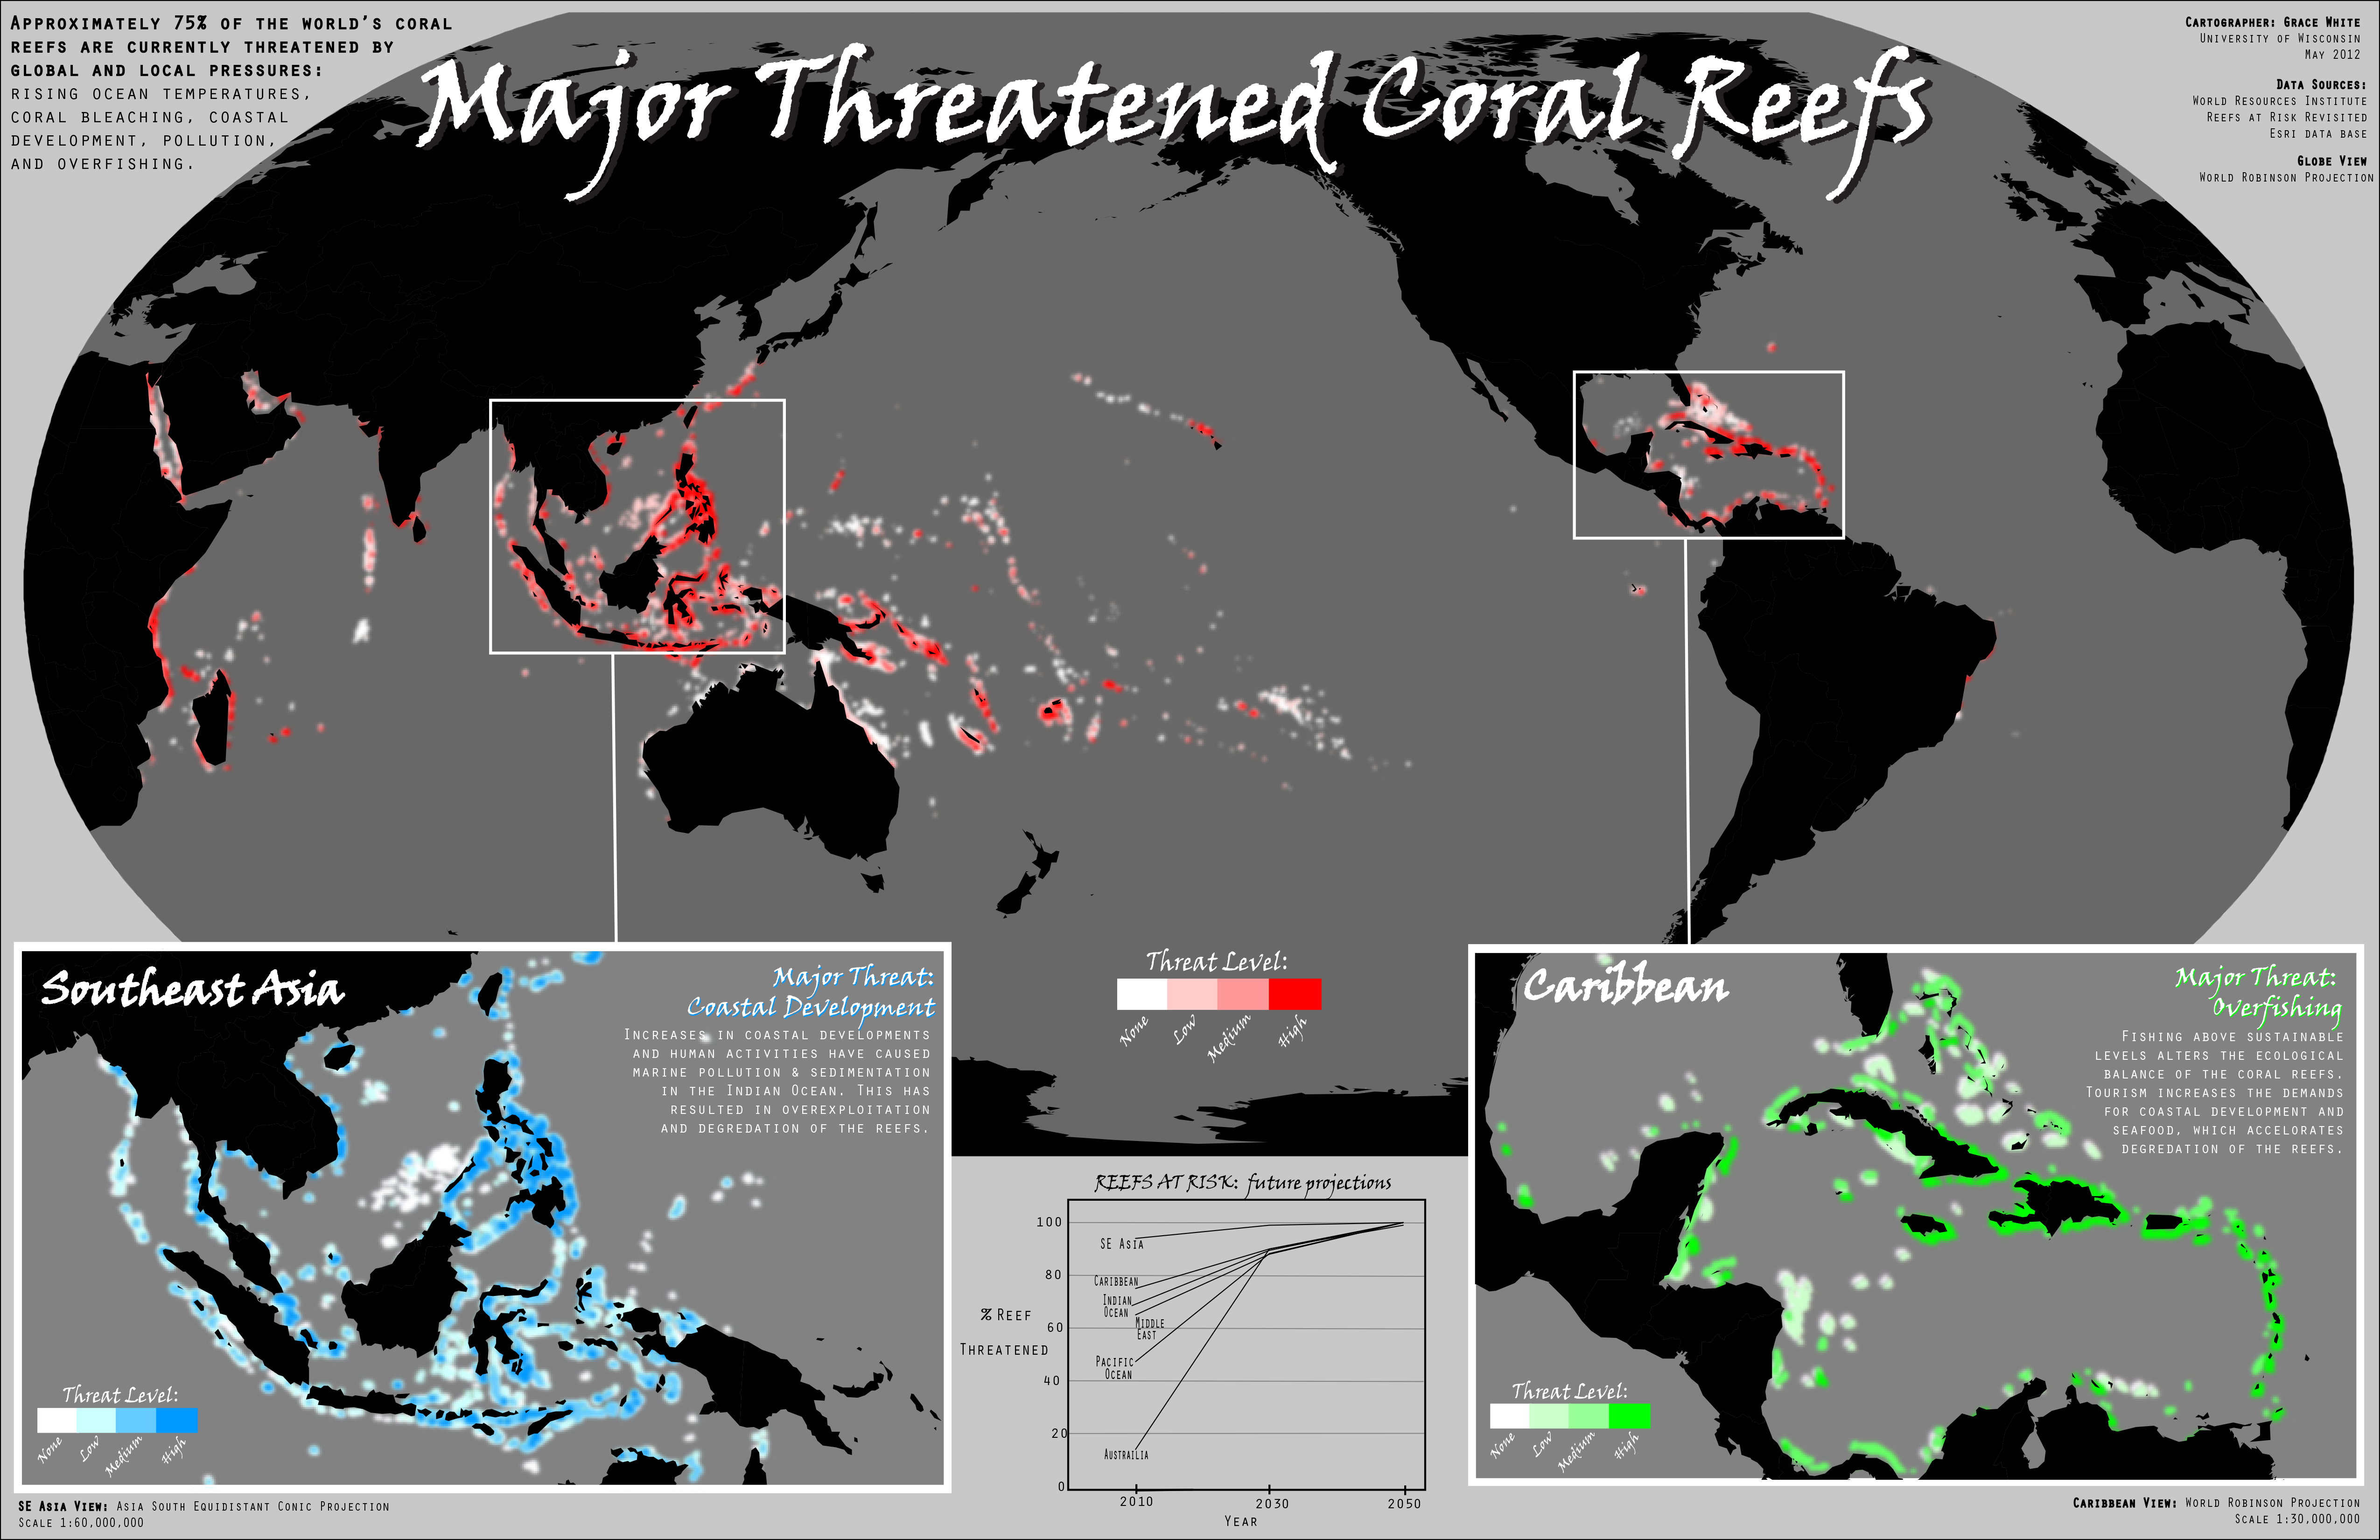 Approximately 75% of the world's coral
reefs are currently threatened by
global and local pressures:
rising ocean temperatures,
coral bleaching, coastal
development, pollution,
and overfishing.
Major Threatened Coral Reefs
Cartographer: Grace White
University of Wisconsin
May 2012
Data Sources:
World Resources Institute
Reefs at Risk Revisited
Esri data base
Globe View
World Robinson Projection
Southeast Asia
Major Threat:
Coastal Development
Increases in coastal developments
and human activities have caused
marine pollution & sedimentation
in the Indian Ocean. This has
resulted in overexploitation
and degredation of the reefs.
Threat Level:
None
Low
Medium
High
SE Asia View: Asia South Equidistant Conic Projection
Scale 1:60,000,000
Threat Level:
None
Low
Medium
High
REEFS AT RISK: future projections
100
80
60
40
20
0
% Reef
Threatened
SE Asia
Caribbean
Indian
Ocean
Middle
East
Pacific
Ocean
Austrailia
2010
2030
2050
Year
Caribbean
Major Threat:
Overfishing
Fishing above sustainable
levels alters the ecological
balance of the coral reefs.
Tourism increases the demands
for coastal development and
seafood, which accelorates
degredation of the reefs.
Threat Level:
None
Low
Medium
High
Caribbean View: World Robinson Projection
Scale 1:30,000,000